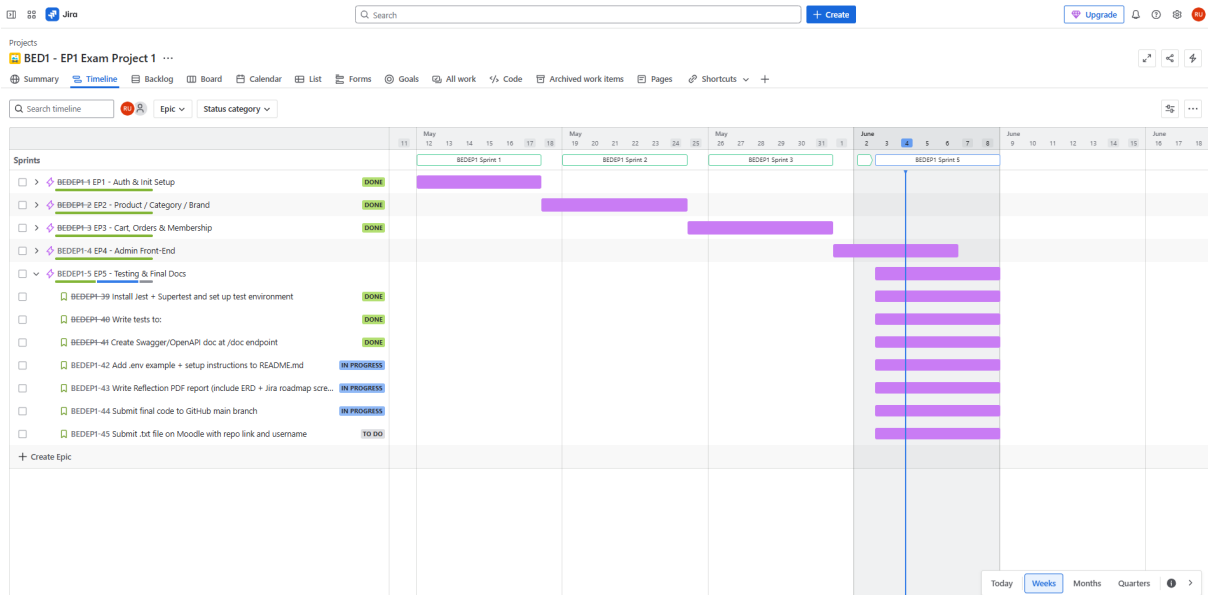 Jira
Search
+ Create
Upgrade
RU
Projects
BED1 - EP1 Exam Project 1 ...
Summary Timeline Backlog Board Calendar List Forms Goals All work Code Archived work items Pages Shortcuts
Search timeline RU Epic Status category
May May May June June June
11 12 13 14 15 16 17 18 19 20 21 22 23 24 25 26 27 28 29 30 31 1 2 3 4 5 6 7 8 9 10 11 12 13 14 15 16 17 18
Sprints BEDEP1 Sprint 1 BEDEP1 Sprint 2 BEDEP1 Sprint 3 BEDEP1 Sprint 5
BEDEP1-1 EP1 - Auth & Init Setup DONE
BEDEP1-2 EP2 - Product / Category / Brand DONE
BEDEP1-3 EP3 - Cart, Orders & Membership DONE
BEDEP1-4 EP4 - Admin Front-End
BEDEP1-5 EP5 - Testing & Final Docs
BEDEP1-39 Install Jest + Supertest and set up test environment DONE
BEDEP1-40 Write tests to: DONE
BEDEP1-41 Create Swagger/OpenAPI doc at /doc endpoint DONE
BEDEP1-42 Add .env example + setup instructions to README.md IN PROGRESS
BEDEP1-43 Write Reflection PDF report (include ERD + Jira roadmap scre... IN PROGRESS
BEDEP1-44 Submit final code to GitHub main branch IN PROGRESS
BEDEP1-45 Submit .txt file on Moodle with repo link and username TO DO
+ Create Epic
Today Weeks Months Quarters